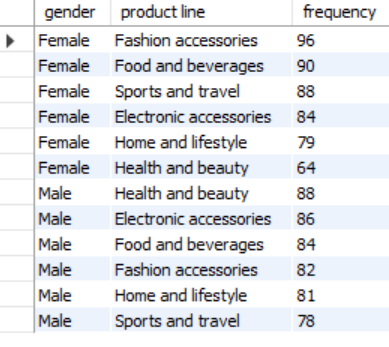 gender product line frequency
Female Fashion accessories 96
Female Food and beverages 90
Female Sports and travel 88
Female Electronic accessories 84
Female Home and lifestyle 79
Female Health and beauty 64
Male Health and beauty 88
Male Electronic accessories 86
Male Food and beverages 84
Male Fashion accessories 82
Male Home and lifestyle 81
Male Sports and travel 78